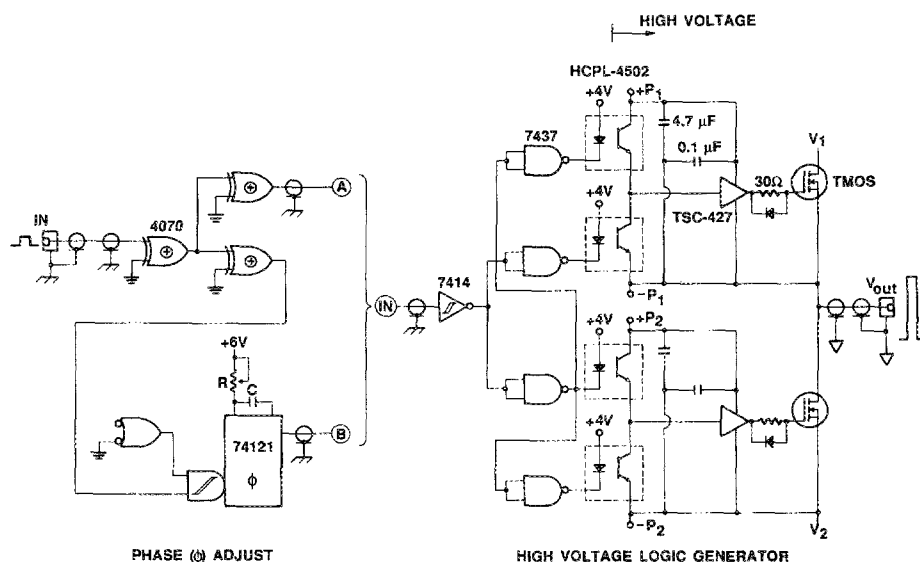 HIGH VOLTAGE
HCPL-4502
+4V
+P1
7437
4.7 µF
0.1 µF
V1
TMOS
30Ω
TSC-427
+4V
-P1
IN
4070
A
IN
7414
Vout
+P2
+4V
+6V
R
C
74121
ϕ
B
+4V
-P2
V2
PHASE (ϕ) ADJUST
HIGH VOLTAGE LOGIC GENERATOR